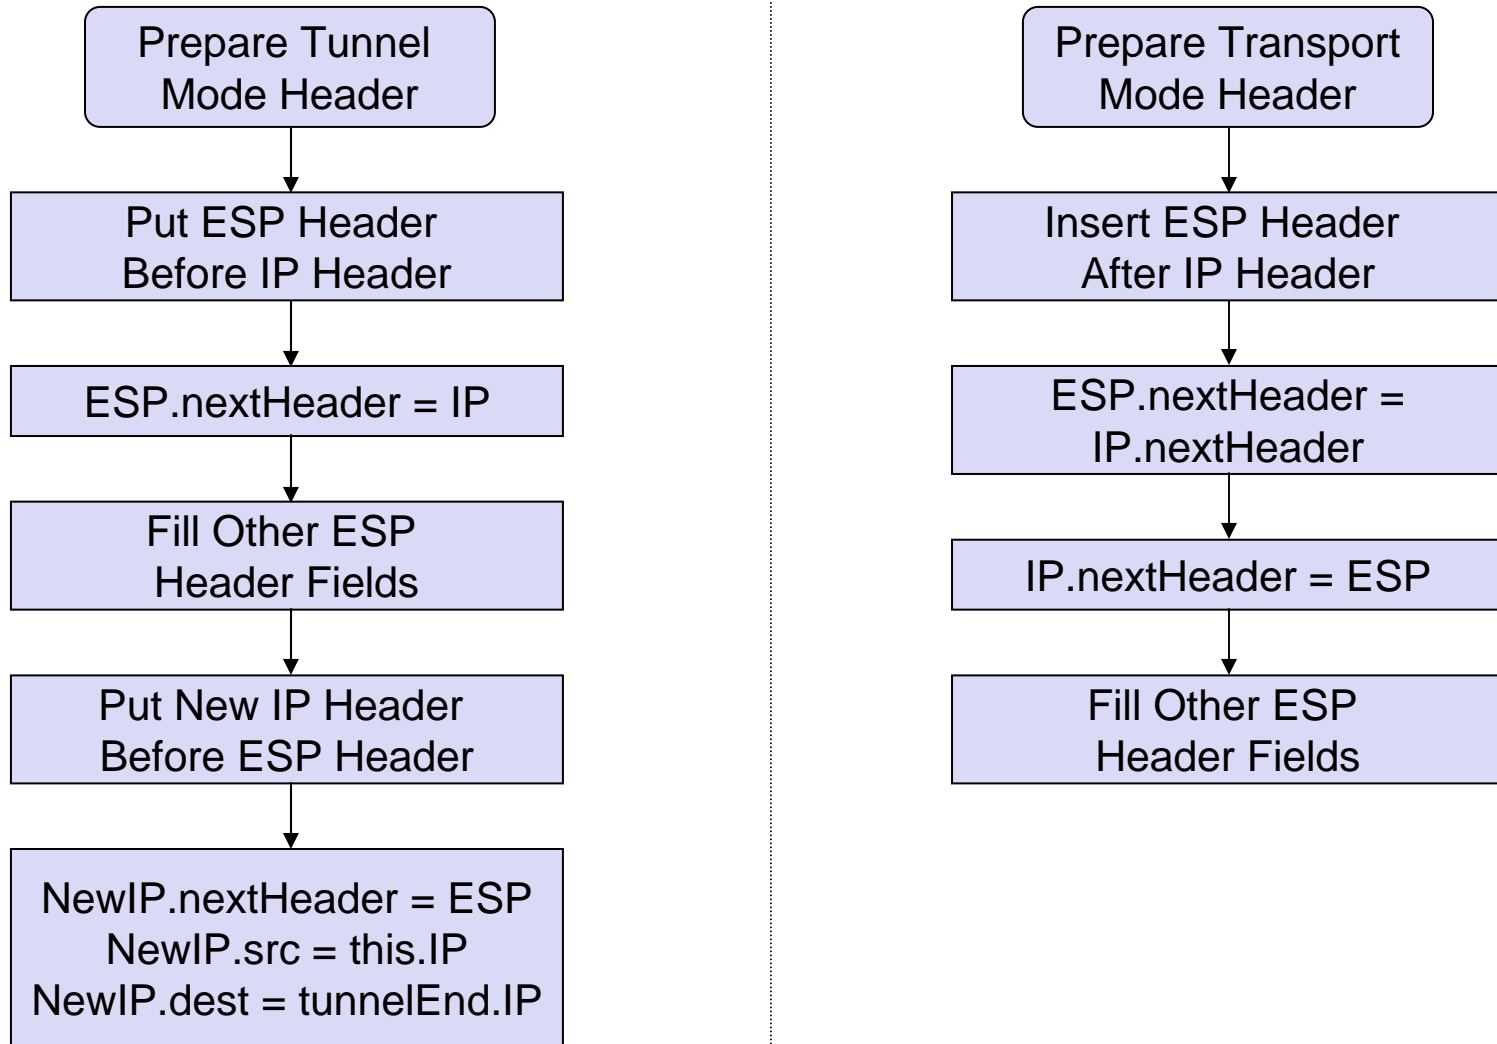 Prepare Tunnel
Mode Header
Put ESP Header
Before IP Header
ESP.nextHeader = IP
Fill Other ESP
Header Fields
Put New IP Header
Before ESP Header
NewIP.nextHeader = ESP
NewIP.src = this.IP
NewIP.dest = tunnelEnd.IP
Prepare Transport
Mode Header
Insert ESP Header
After IP Header
ESP.nextHeader =
IP.nextHeader
IP.nextHeader = ESP
Fill Other ESP
Header Fields